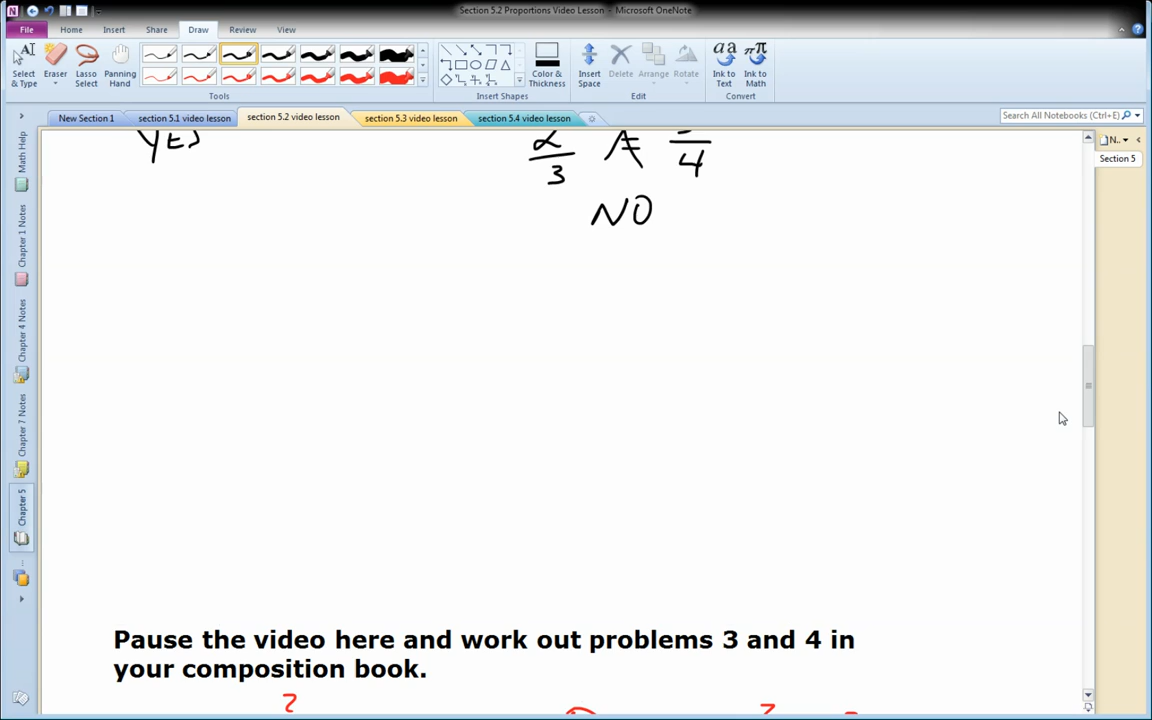 Section 5.2 Proportions Video Lesson - Microsoft OneNote
File Home Insert Share Draw Review View
Select & Type
Eraser
Lasso Select
Panning Hand
Color & Thickness
Insert Space
Delete
Arrange
Rotate
Ink to Text
Ink to Math
Tools
Insert Shapes
Edit
Convert
New Section 1
section 5.1 video lesson
section 5.2 video lesson
section 5.3 video lesson
section 5.4 video lesson
Search All Notebooks (Ctrl+E)
N..
Section 5
Math Help
Chapter 1 Notes
Chapter 4 Notes
Chapter 7 Notes
Chapter 5
YES
2/3 ≠ /4
NO
Pause the video here and work out problems 3 and 4 in
your composition book.